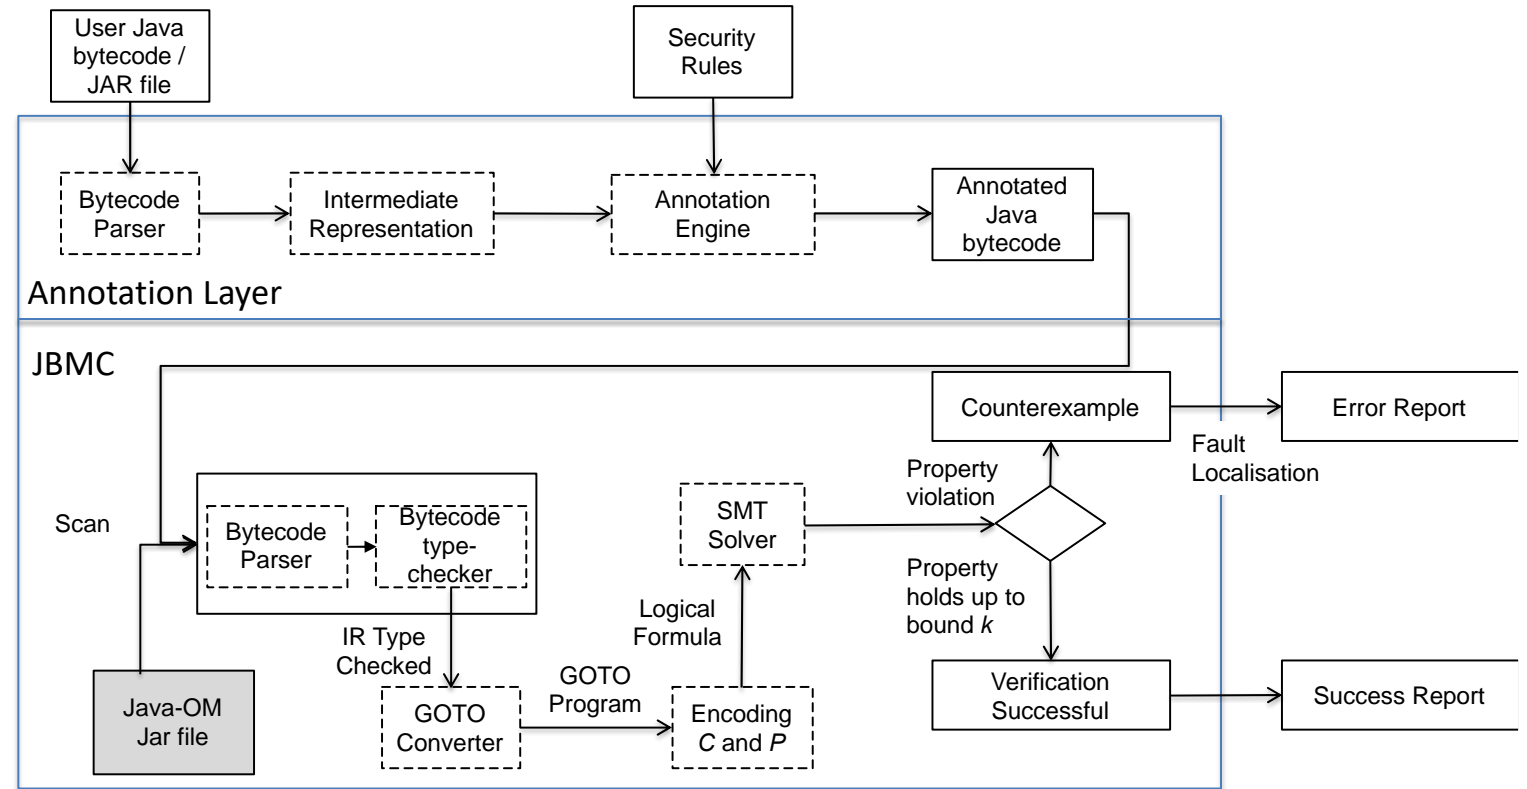 User Java
bytecode /
JAR file
Security
Rules
Bytecode
Parser
Intermediate
Representation
Annotation
Engine
Annotated
Java
bytecode
Annotation Layer
JBMC
Counterexample
Error Report
Fault
Localisation
Property
violation
Scan
Bytecode
Parser
Bytecode
type-
checker
SMT
Solver
Property
holds up to
bound k
Logical
Formula
IR Type
Checked
GOTO
Program
Java-OM
Jar file
GOTO
Converter
Encoding
C and P
Verification
Successful
Success Report